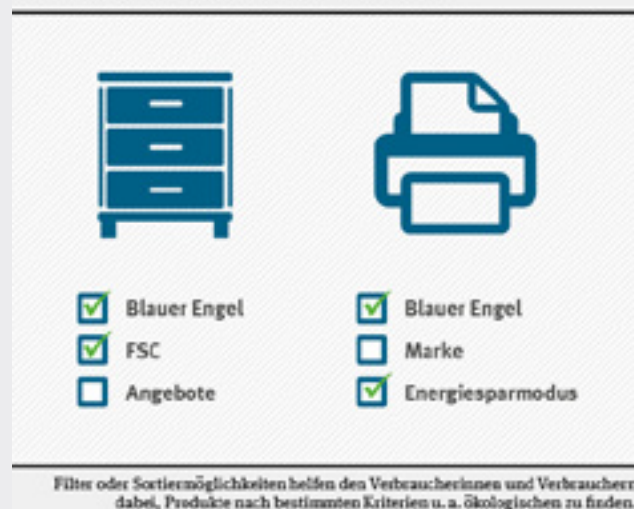 Blauer Engel
FSC
Angebote
Blauer Engel
Marke
Energiesparmodus
Filter oder Sortiermöglichkeiten helfen den Verbraucherinnen und Verbrauchern
dabei, Produkte nach bestimmten Kriterien u. a. ökologischen zu finden.